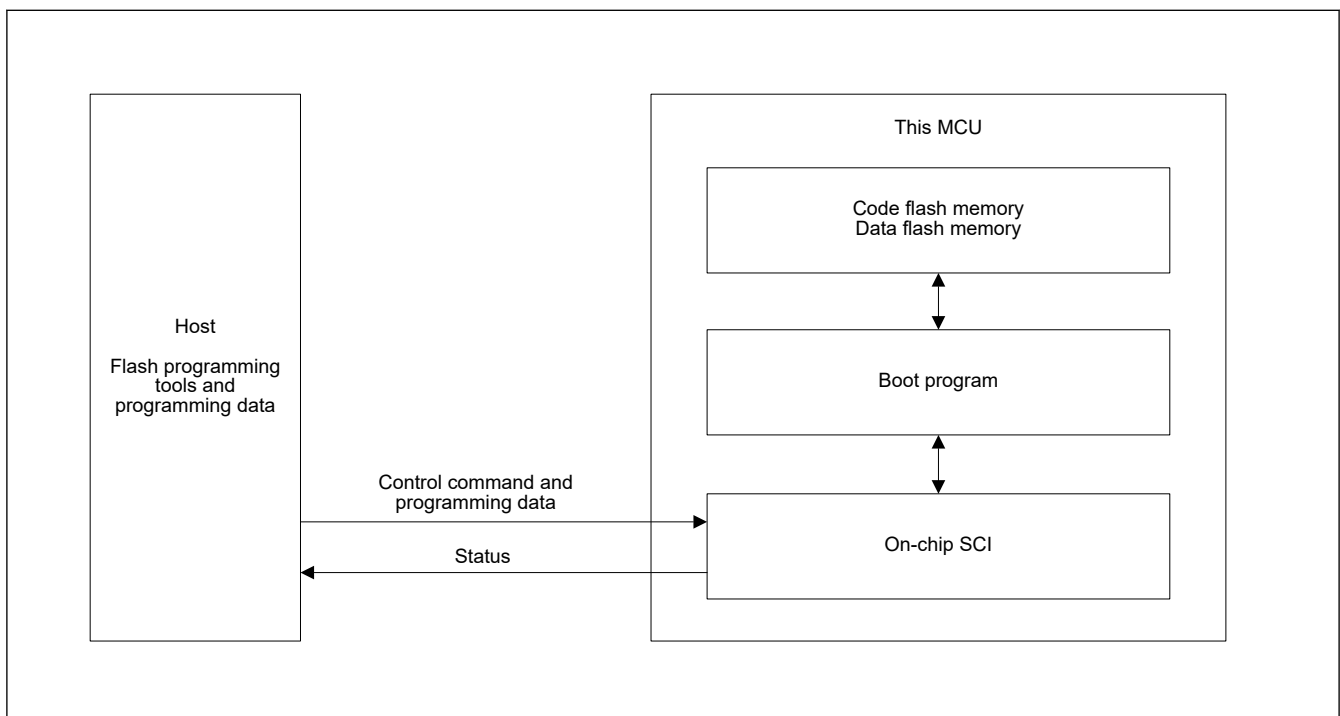 This MCU
Code flash memory
Data flash memory
Host
Flash programming
tools and
programming data
Boot program
Control command and
programming data
On-chip SCI
Status